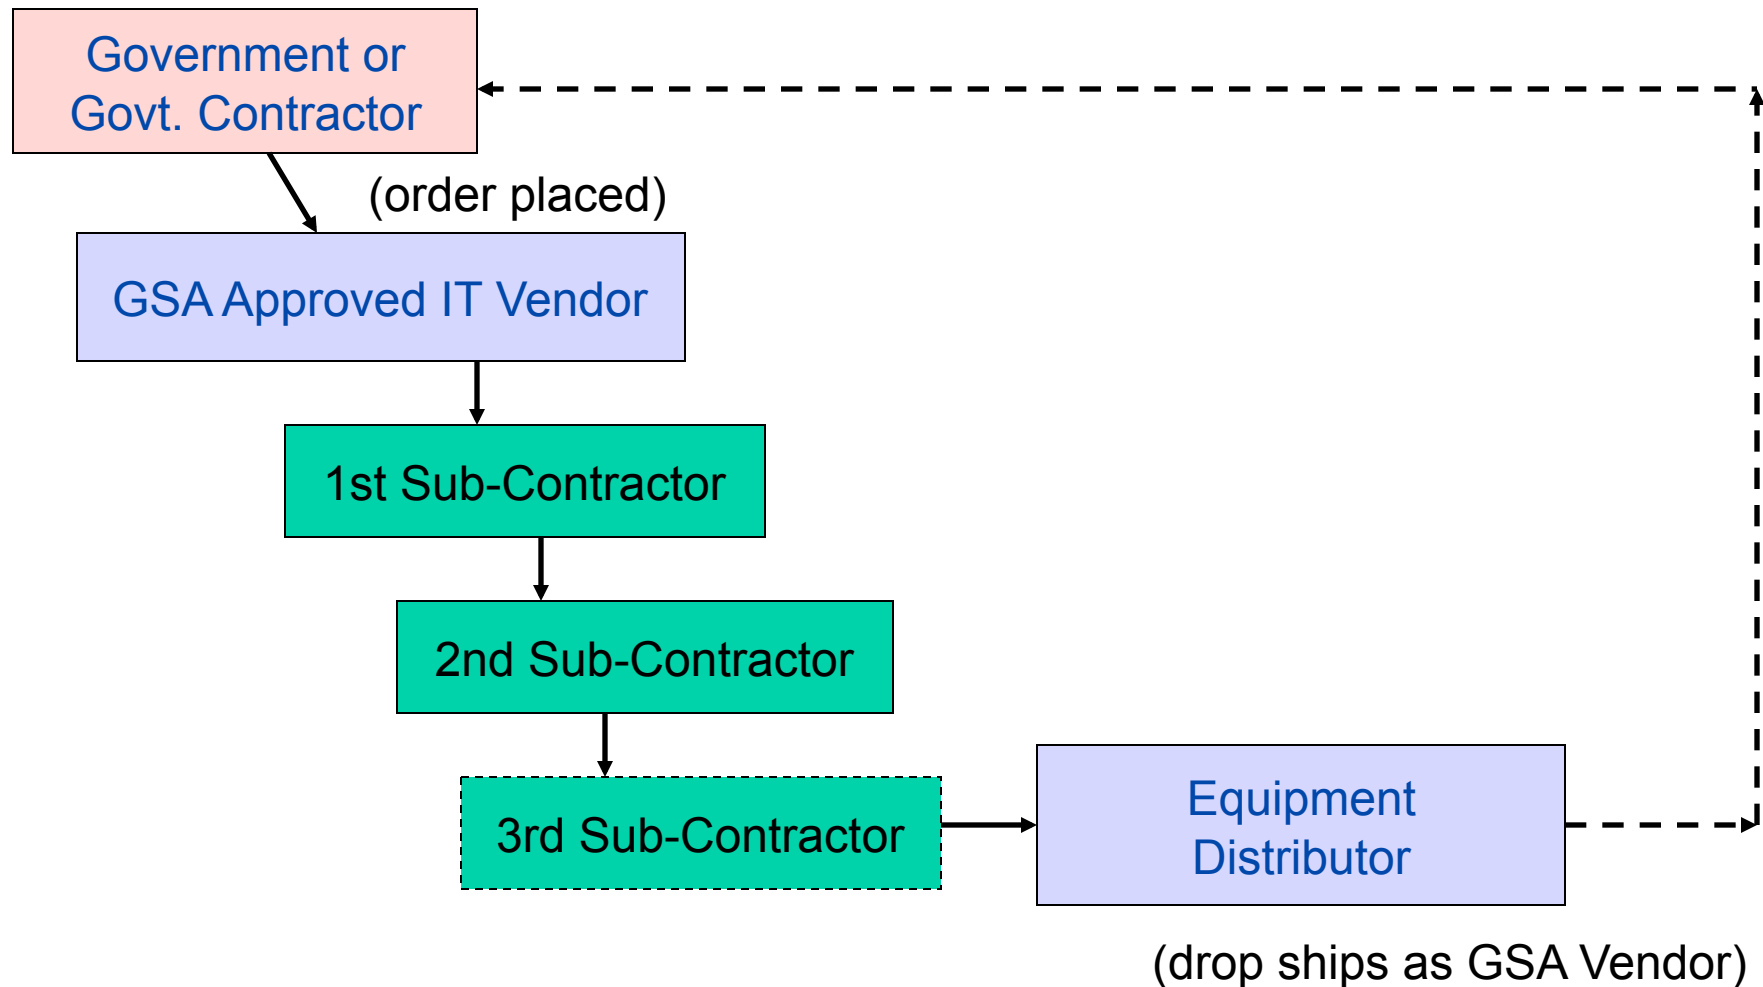 Government or
Govt. Contractor
(order placed)
GSA Approved IT Vendor
1st Sub-Contractor
2nd Sub-Contractor
3rd Sub-Contractor
Equipment
Distributor
(drop ships as GSA Vendor)